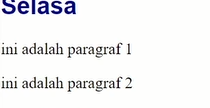 Selasa
ini adalah paragraf 1
ini adalah paragraf 2